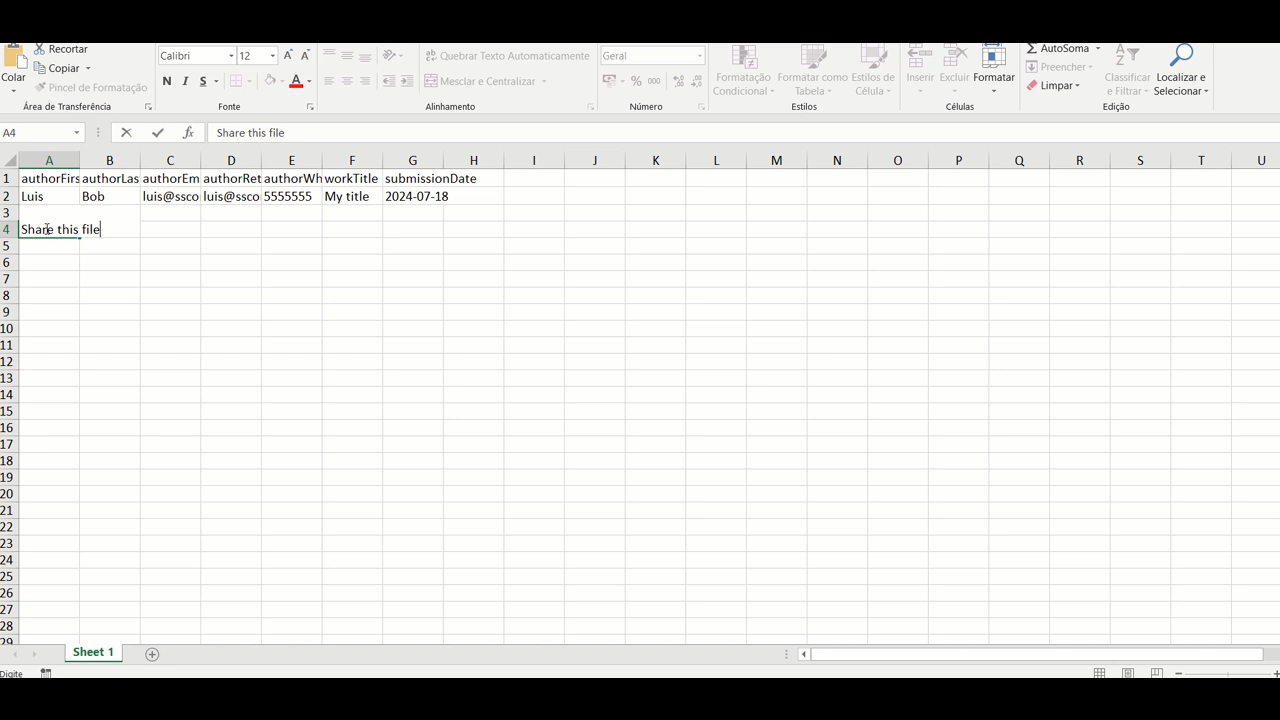 Recortar Calibri 12 Quebrar Texto Automaticamente Geral Σ AutoSoma
Colar Copiar Pincel de Formatação
N I S Mesclar e Centralizar % 000 Formatação Condicional Formatar como Tabela Estilos de Célula Inserir Excluir Formatar Preencher Limpar Classificar e Filtrar Localizar e Selecionar
Área de Transferência Fonte Alinhamento Número Estilos Células Edição
A4 fx Share this file
A B C D E F G H I J K L M N O P Q R S T U
1 authorFirs authorLas authorEm authorRet authorWh workTitle submissionDate
2 Luis Bob luis@ssco luis@ssco 5555555 My title 2024-07-18
3
4 Share this file
5
6
7
8
9
10
11
12
13
14
15
16
17
18
19
20
21
22
23
24
25
26
27
28
29
Sheet 1
Digite